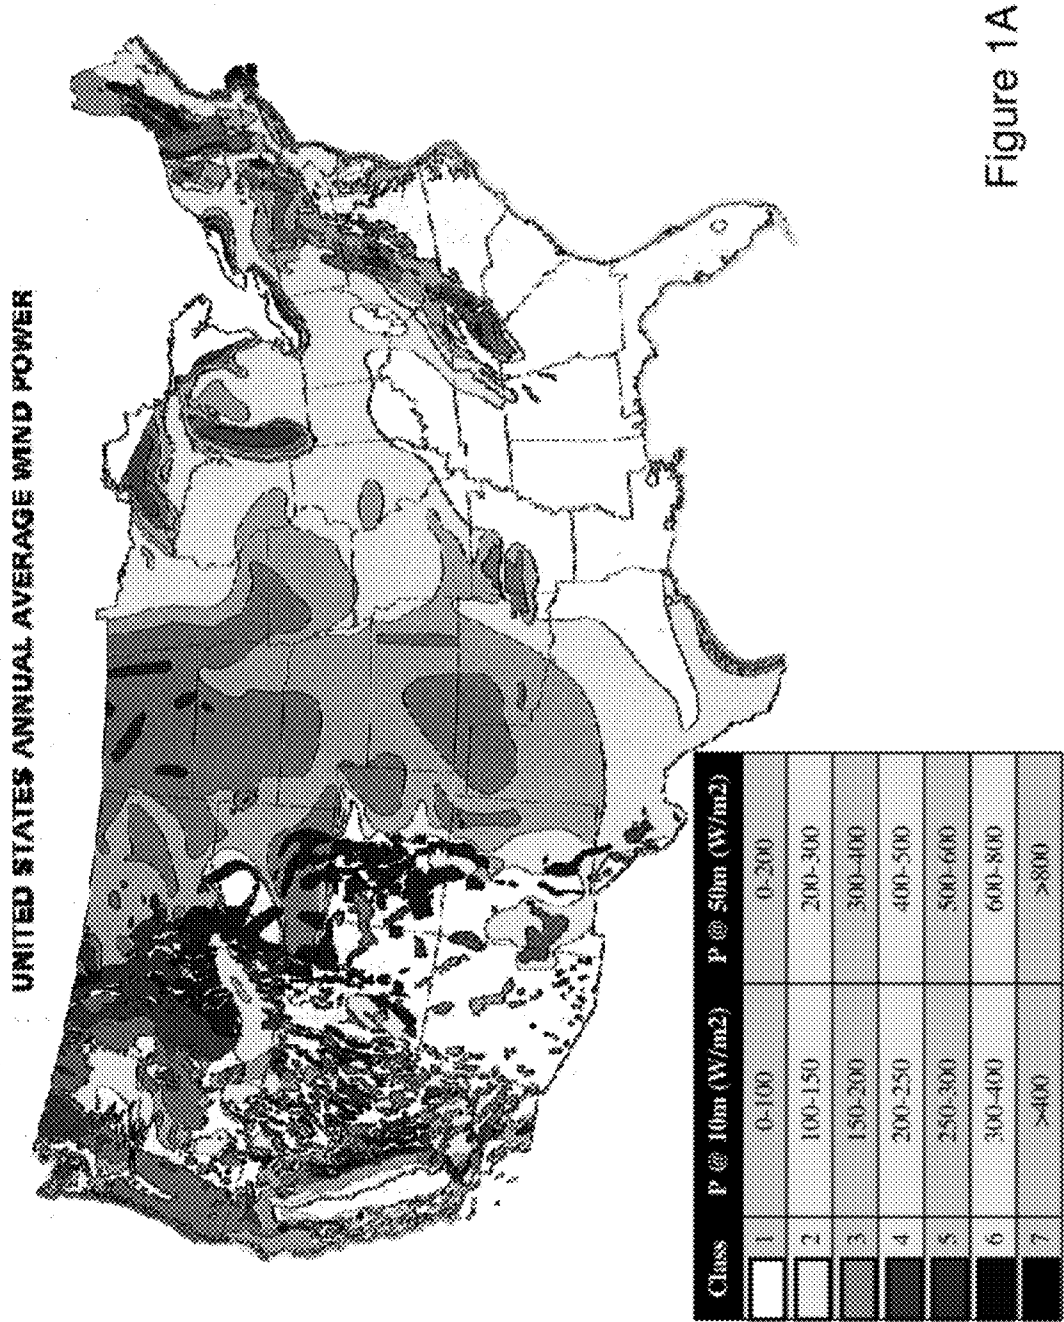 UNITED STATES ANNUAL AVERAGE WIND POWER
Class P @ 10m (W/m2) P @ 50m (W/m2)
1 0-100 0-200
2 100-150 200-300
3 150-200 300-400
4 200-250 400-500
5 250-300 500-600
6 300-400 600-800
7 >400 >800
Figure 1A